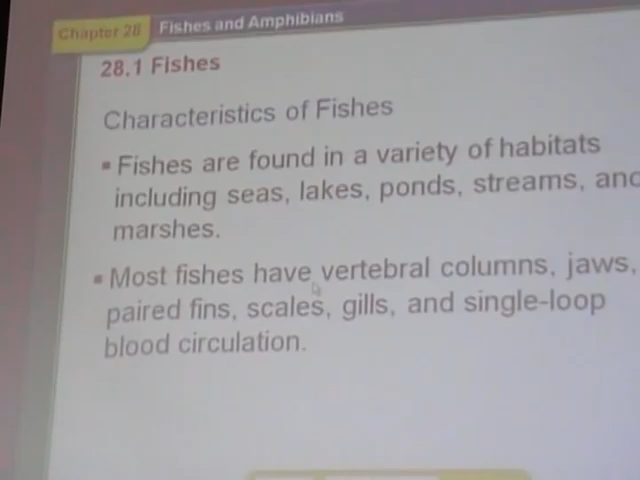 Chapter 28 Fishes and Amphibians
28.1 Fishes
Characteristics of Fishes
▪ Fishes are found in a variety of habitats
including seas, lakes, ponds, streams, and
marshes.
▪ Most fishes have vertebral columns, jaws,
paired fins, scales, gills, and single-loop
blood circulation.